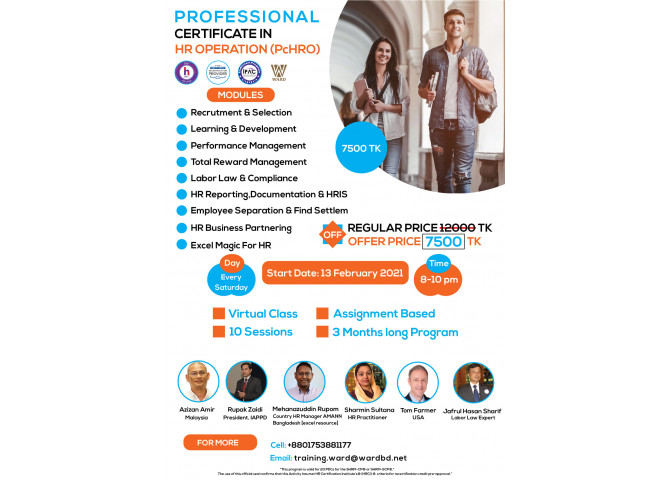 PROFESSIONAL
CERTIFICATE IN
HR OPERATION (PcHRO)
WARD
MODULES
Recrutment & Selection
Learning & Development
Performance Management
Total Reward Management
Labor Law & Compliance
HR Reporting,Documentation & HRIS
Employee Separation & Find Settlem
HR Business Partnering
Excel Magic For HR
7500 TK
OFF
REGULAR PRICE 12000 TK
OFFER PRICE 7500 TK
Day
Every
Saturday
Start Date: 13 February 2021
Time
8-10 pm
Virtual Class
Assignment Based
10 Sessions
3 Months long Program
Azizan Amir
Malaysia
Rupak Zaidi
President, IAPPD
Mehanazuddin Rupom
Country HR Manager AMANN
Bangladesh (excel resource)
Sharmin Sultana
HR Practitioner
Tom Farmer
USA
Jafrul Hasan Sharif
Labor Law Expert
FOR MORE
Cell: +8801753881177
Email: training.ward@wardbd.net